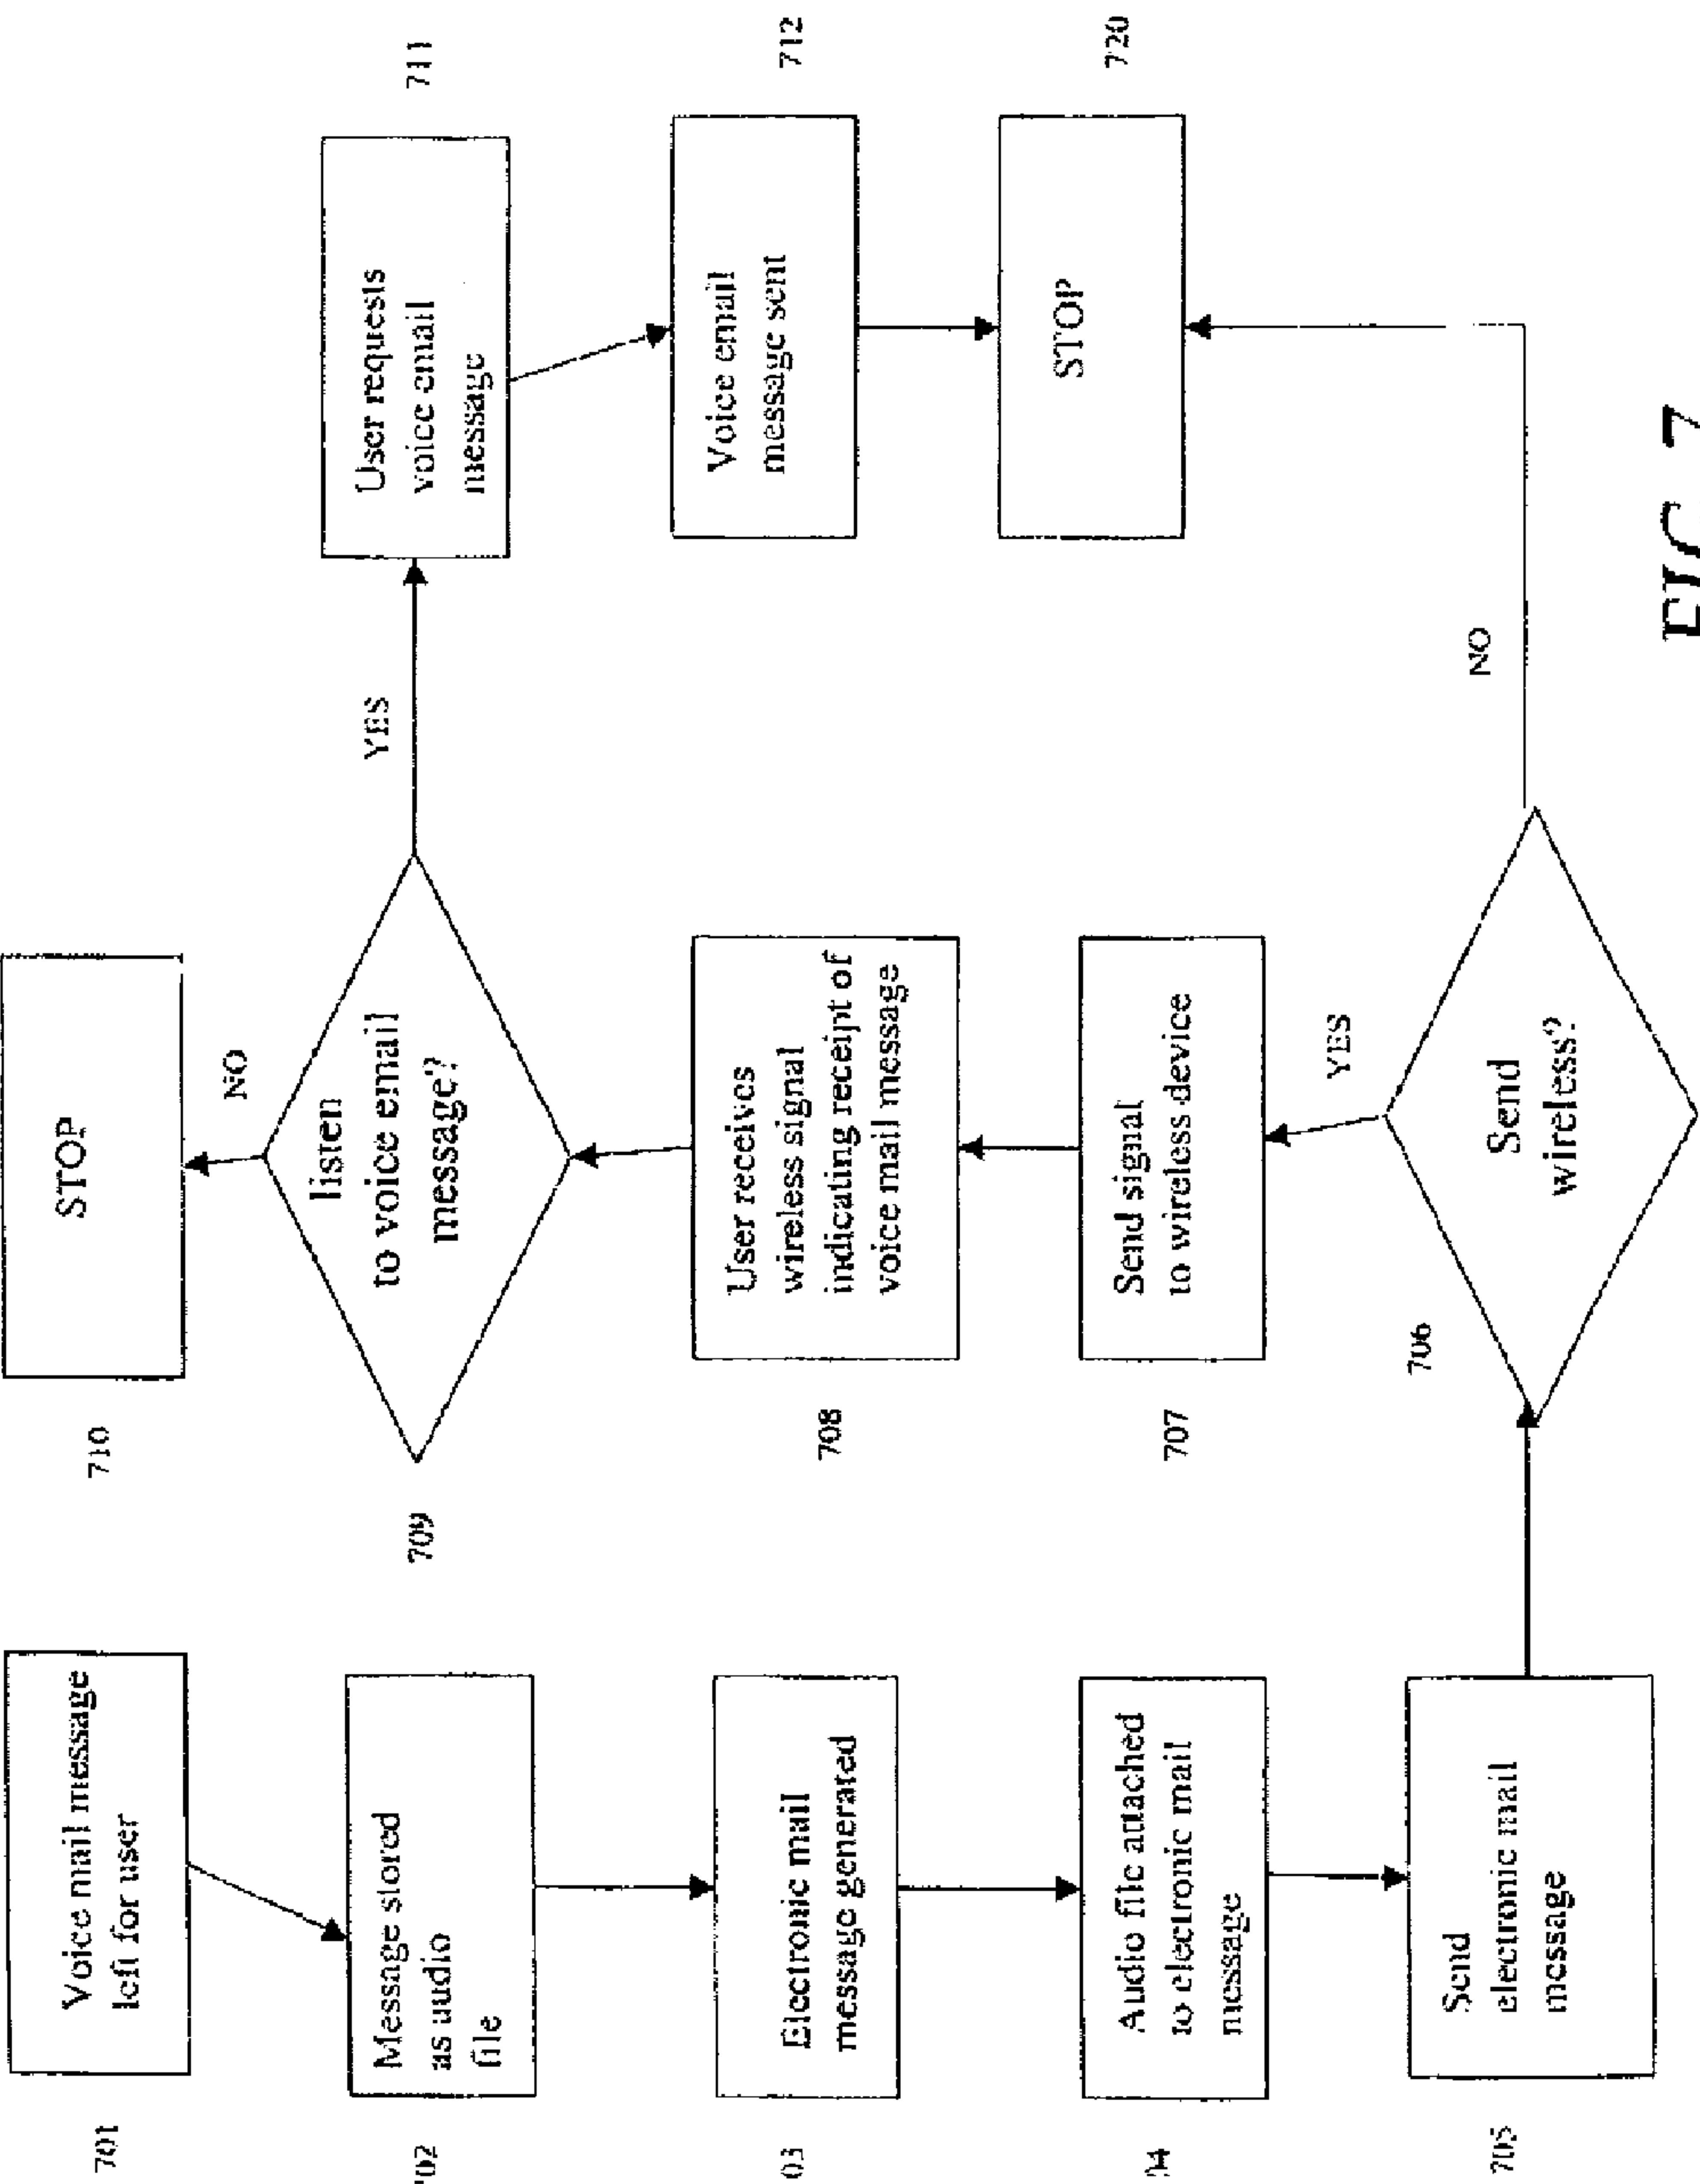 701
Voice mail message
left for user
702
Message stored
as audio
file
03
Electronic mail
message generated
04
Audio file attached
to electronic mail
message
705
Send
electronic mail
message
706
Send
wireless?
YES
NO
707
Send signal
to wireless device
708
User receives
wireless signal
indicating receipt of
voice mail message
709
listen
to voice email
message?
NO
YES
710
STOP
711
User requests
voice email
message
712
Voice email
message sent
720
STOP
FIG 7